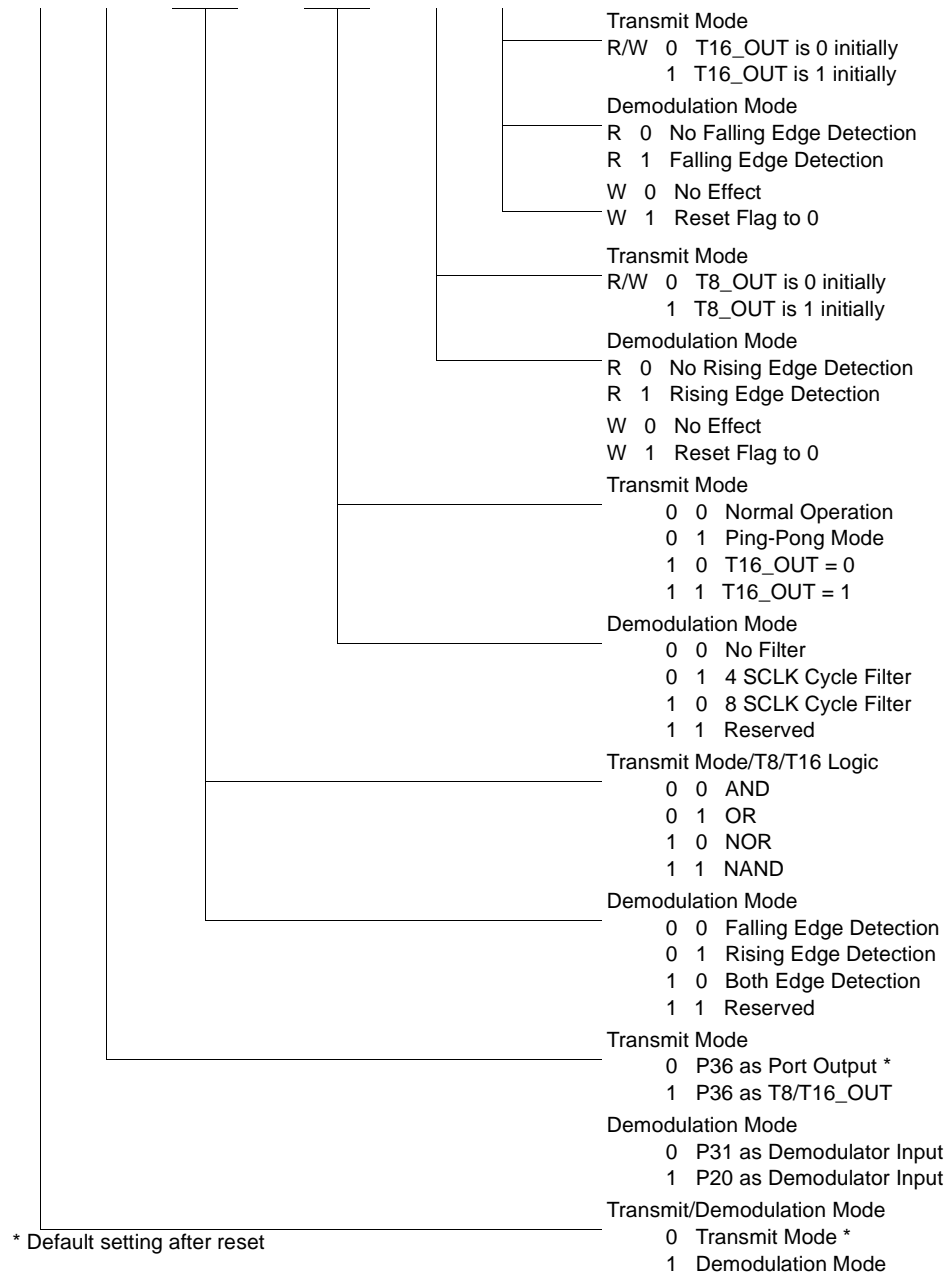 Transmit Mode
R/W 0 T16_OUT is 0 initially
1 T16_OUT is 1 initially
Demodulation Mode
R 0 No Falling Edge Detection
R 1 Falling Edge Detection
W 0 No Effect
W 1 Reset Flag to 0
Transmit Mode
R/W 0 T8_OUT is 0 initially
1 T8_OUT is 1 initially
Demodulation Mode
R 0 No Rising Edge Detection
R 1 Rising Edge Detection
W 0 No Effect
W 1 Reset Flag to 0
Transmit Mode
0 0 Normal Operation
0 1 Ping-Pong Mode
1 0 T16_OUT = 0
1 1 T16_OUT = 1
Demodulation Mode
0 0 No Filter
0 1 4 SCLK Cycle Filter
1 0 8 SCLK Cycle Filter
1 1 Reserved
Transmit Mode/T8/T16 Logic
0 0 AND
0 1 OR
1 0 NOR
1 1 NAND
Demodulation Mode
0 0 Falling Edge Detection
0 1 Rising Edge Detection
1 0 Both Edge Detection
1 1 Reserved
Transmit Mode
0 P36 as Port Output *
1 P36 as T8/T16_OUT
Demodulation Mode
0 P31 as Demodulator Input
1 P20 as Demodulator Input
Transmit/Demodulation Mode
0 Transmit Mode *
1 Demodulation Mode
* Default setting after reset